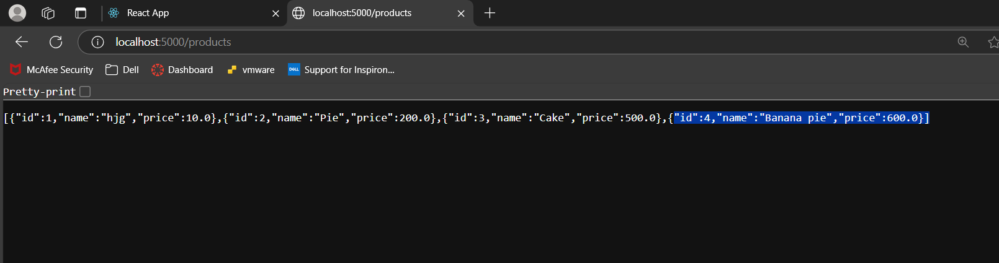 React App
localhost:5000/products
localhost:5000/products
McAfee Security
Dell
Dashboard
vmware
DELL
Support for Inspiron...
Pretty-print
[{"id":1,"name":"hjg","price":10.0},{"id":2,"name":"Pie","price":200.0},{"id":3,"name":"Cake","price":500.0},{"id":4,"name":"Banana pie","price":600.0}]